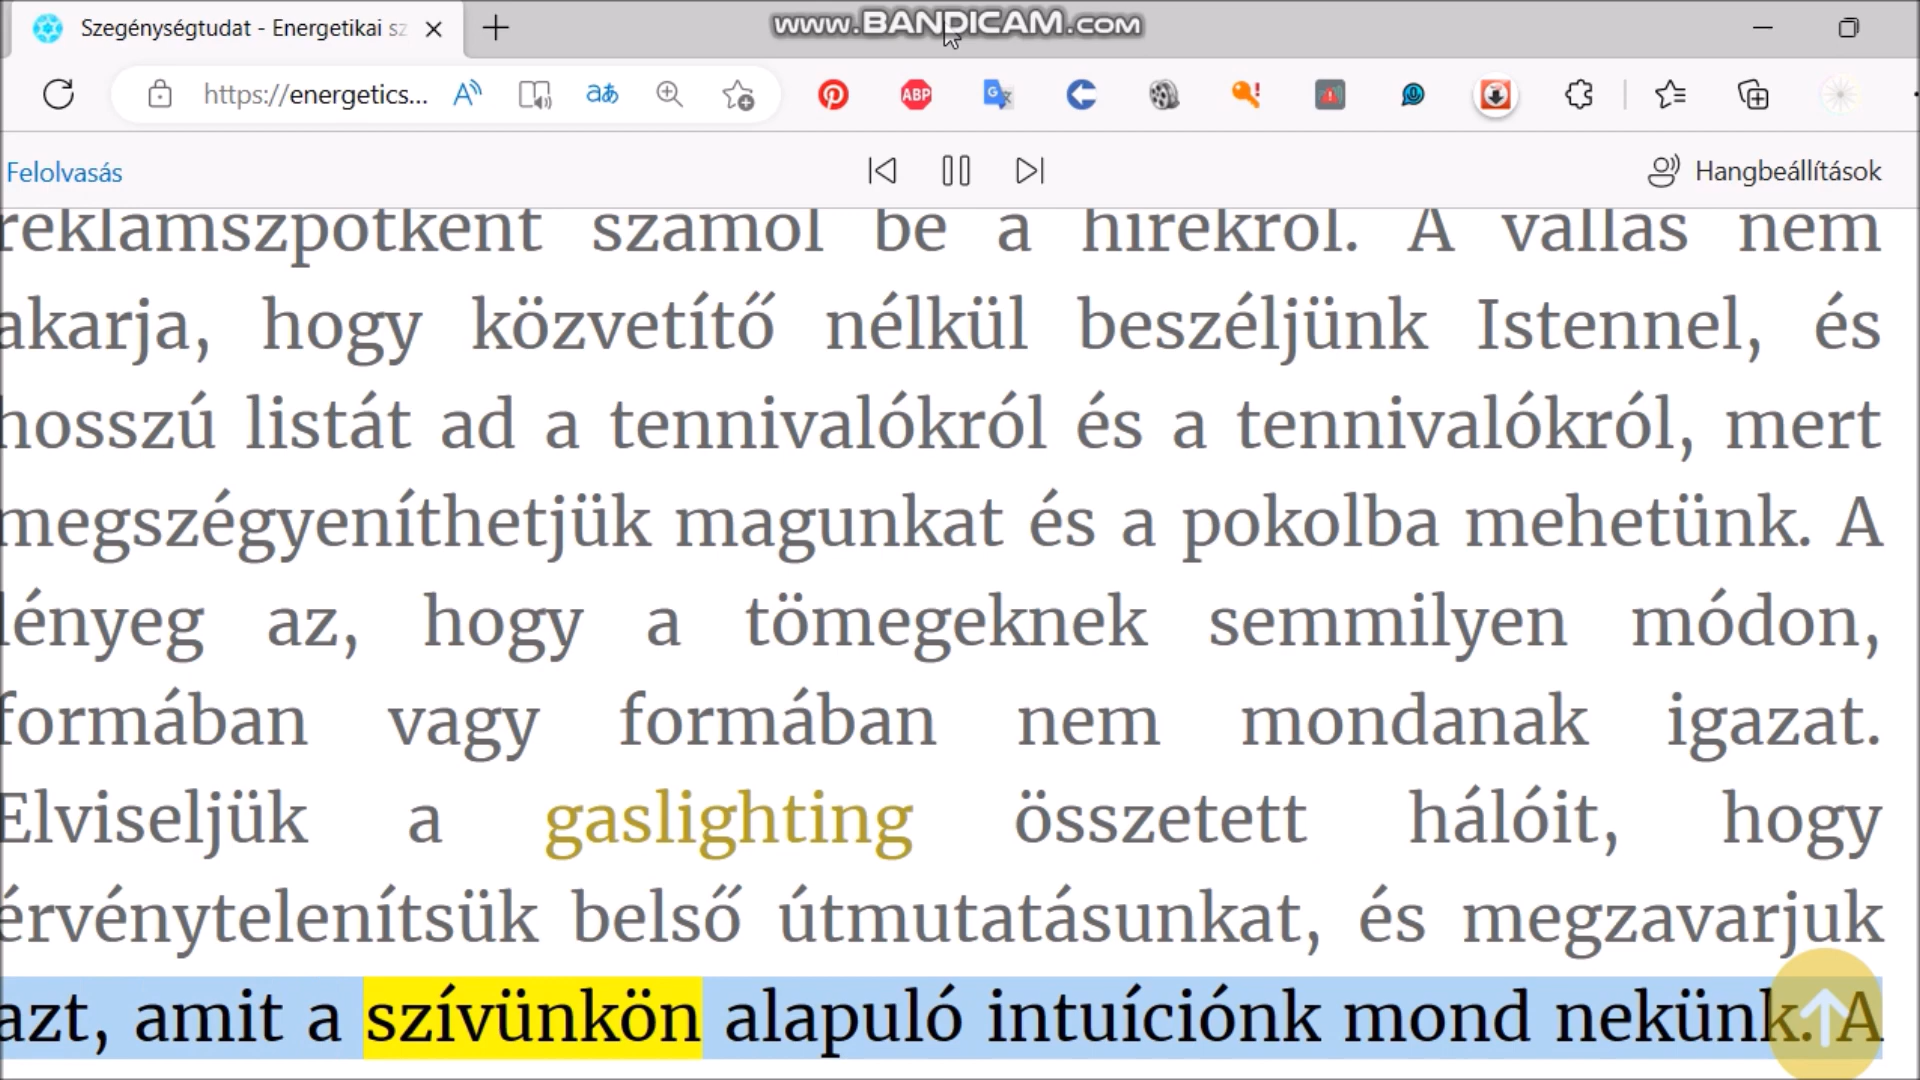 Szegénységtudat - Energetikai sz
www.BANDICAM.com
https://energetics...
aあ
ABP
Felolvasás
Hangbeállítások
reklámszpotként számol be a hírekről. A vallás nem
akarja, hogy közvetítő nélkül beszéljünk Istennel, és
hosszú listát ad a tennivalókról és a tennivalókról, mert
megszégyeníthetjük magunkat és a pokolba mehetünk. A
lényeg az, hogy a tömegeknek semmilyen módon,
formában vagy formában nem mondanak igazat.
Elviseljük a gaslighting összetett hálóit, hogy
érvénytelenítsük belső útmutatásunkat, és megzavarjuk
azt, amit a szívünkön alapuló intuíciónk mond nekünk. A